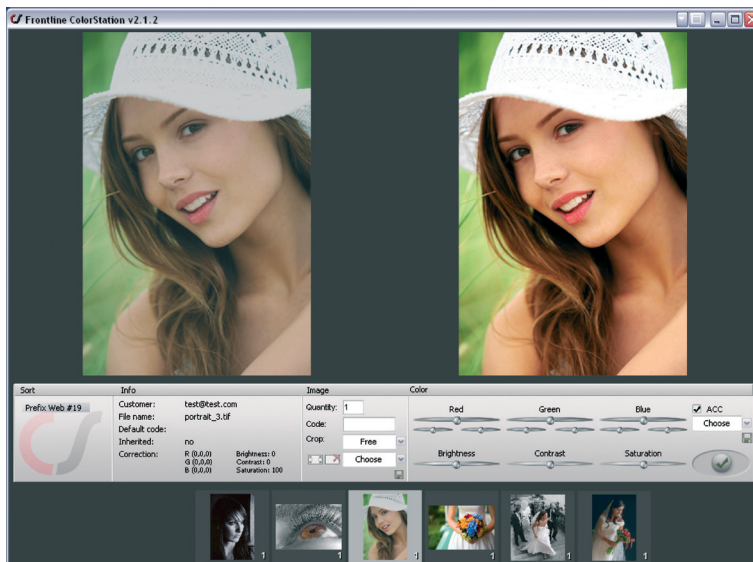 Frontline ColorStation v2.1.2
Sort
Prefix Web #19
Info
Customer: test@test.com
File name: portrait_3.tif
Default code:
Inherited: no
Correction: R (0,0,0) Brightness: 0
G (0,0,0) Contrast: 0
B (0,0,0) Saturation: 100
Image
Quantity: 1
Code:
Crop: Free
Choose
Color
Red Green Blue
ACC
Choose
Brightness Contrast Saturation
1 1 1 1 1 1